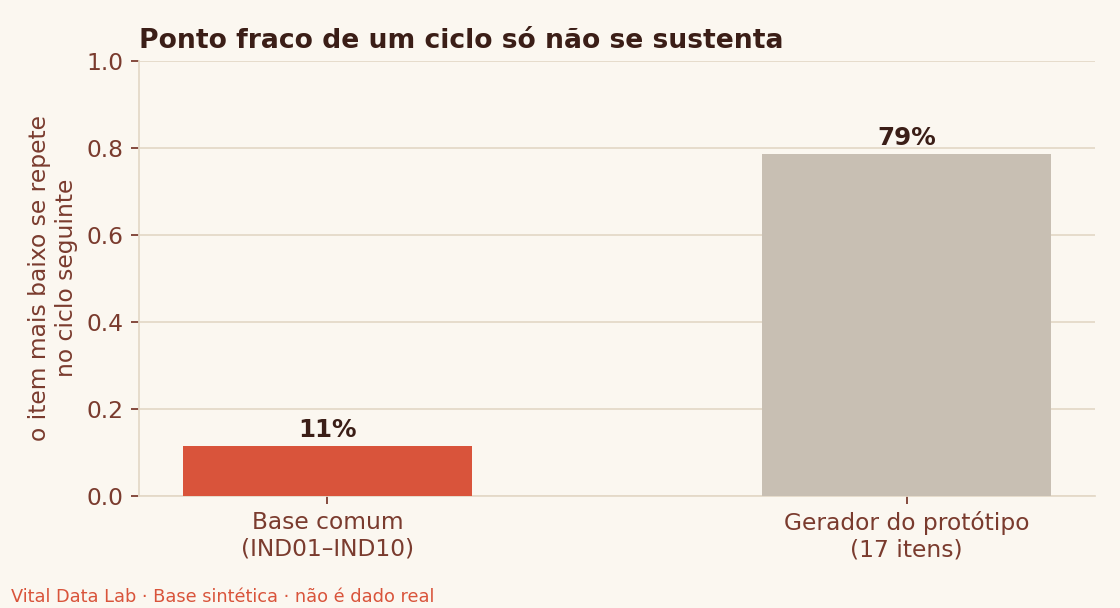 Ponto fraco de um ciclo só não se sustenta
o item mais baixo se repete
no ciclo seguinte
1.0
0.8
0.6
0.4
0.2
0.0
11%
79%
Base comum
(IND01–IND10)
Gerador do protótipo
(17 itens)
Vital Data Lab · Base sintética · não é dado real